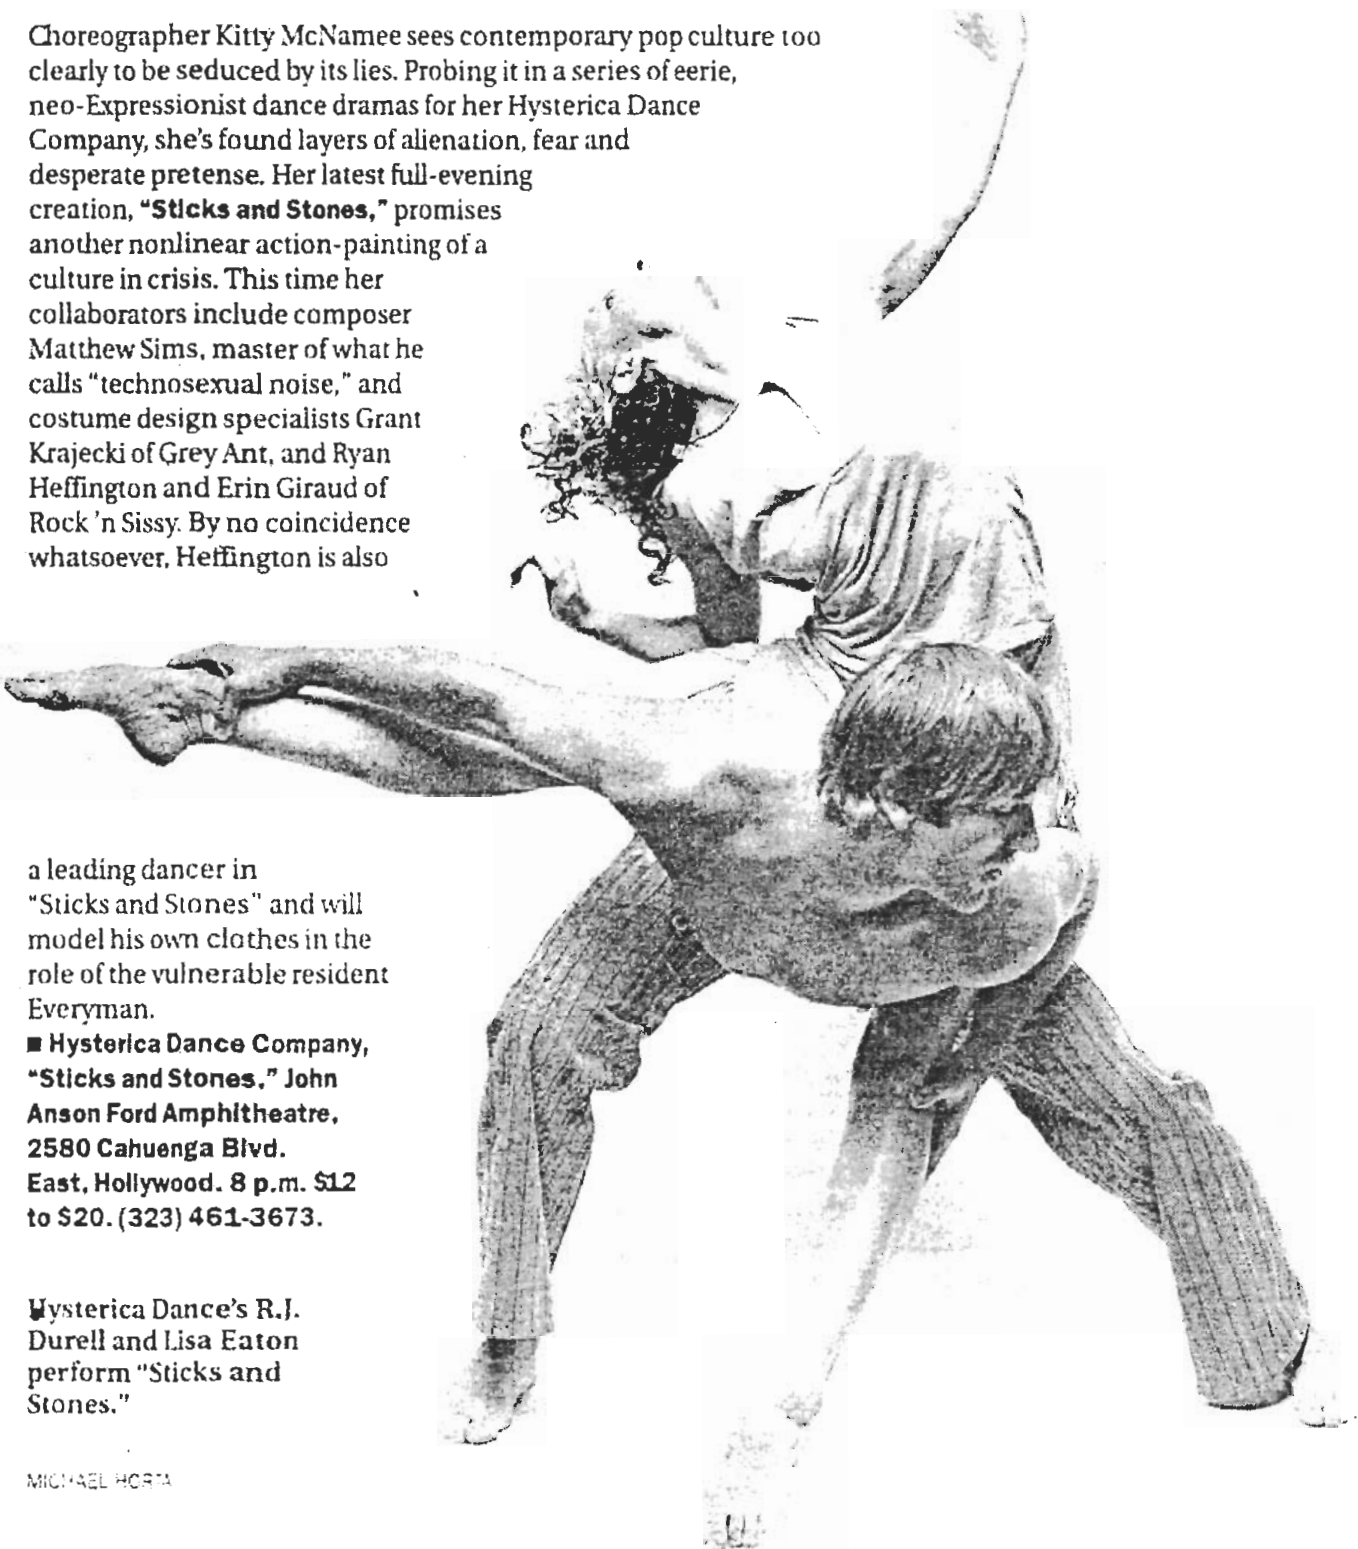 Choreographer Kitty McNamee sees contemporary pop culture too
clearly to be seduced by its lies. Probing it in a series of eerie,
neo-Expressionist dance dramas for her Hysterica Dance
Company, she's found layers of alienation, fear and
desperate pretense. Her latest full-evening
creation, "Sticks and Stones," promises
another nonlinear action-painting of a
culture in crisis. This time her
collaborators include composer
Matthew Sims, master of what he
calls "technosexual noise," and
costume design specialists Grant
Krajecki of Grey Ant, and Ryan
Heffington and Erin Giraud of
Rock 'n Sissy. By no coincidence
whatsoever, Heffington is also
a leading dancer in
"Sticks and Stones" and will
model his own clothes in the
role of the vulnerable resident
Everyman.
■ Hysterica Dance Company,
"Sticks and Stones," John
Anson Ford Amphitheatre,
2580 Cahuenga Blvd.
East, Hollywood. 8 p.m. $12
to $20. (323) 461-3673.
Hysterica Dance's R.J.
Durell and Lisa Eaton
perform "Sticks and
Stones."
MICHAEL HORTA